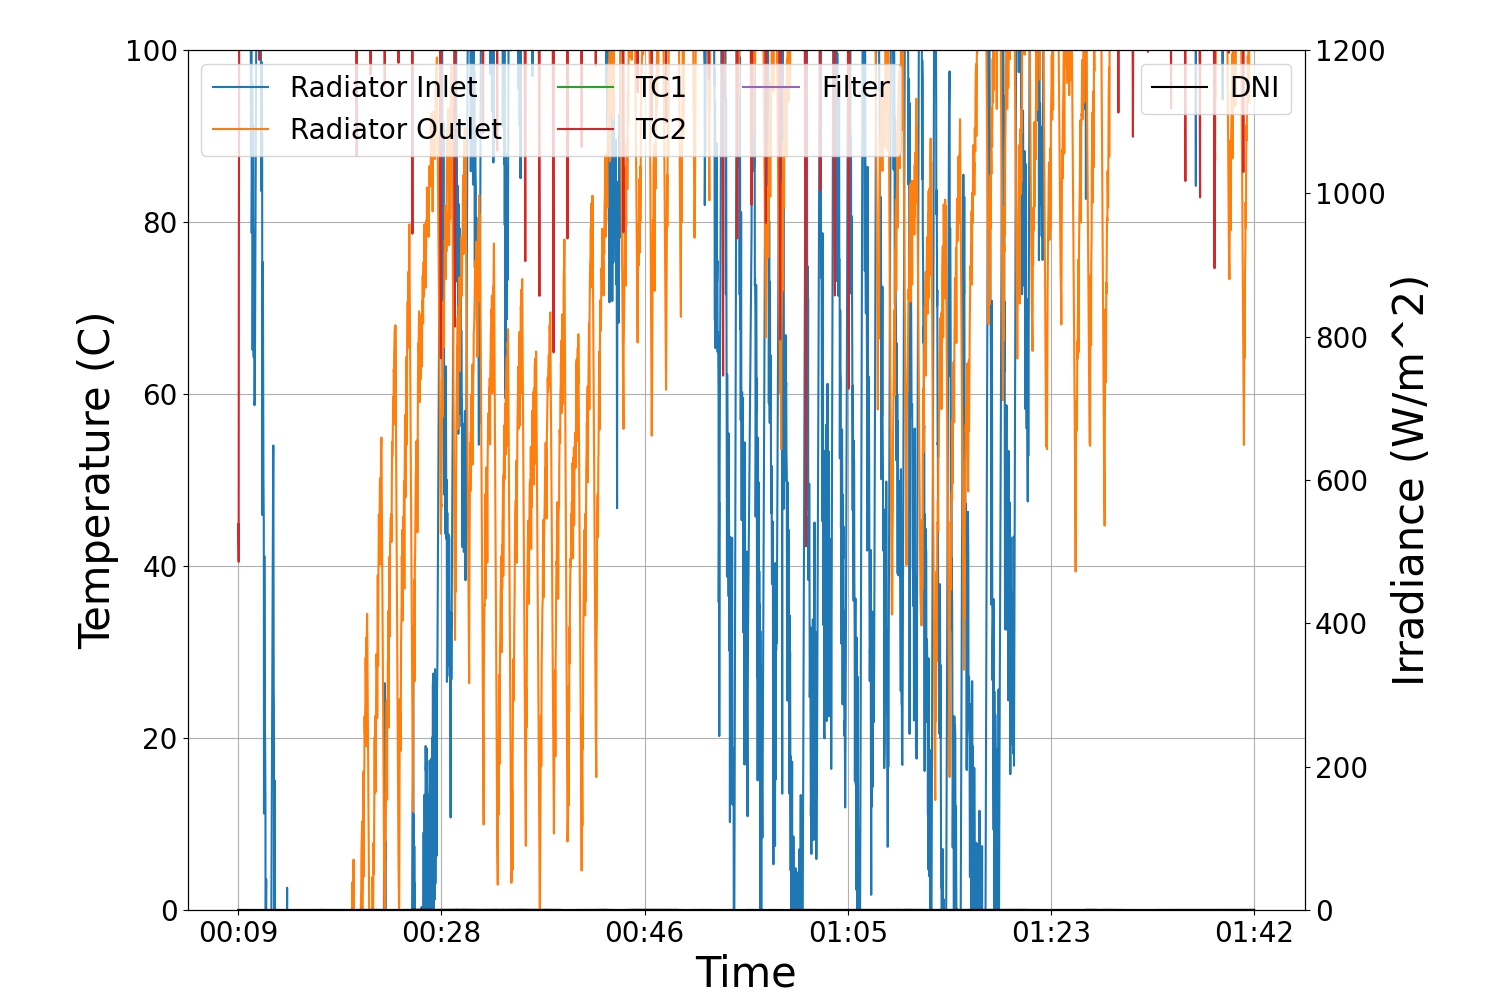 Radiator Inlet
Radiator Outlet
TC1
TC2
Filter
DNI
Temperature (C)
100
80
60
40
20
0
1200
1000
800
600
400
200
0
Irradiance (W/m^2)
00:09 00:28 00:46 01:05 01:23 01:42
Time